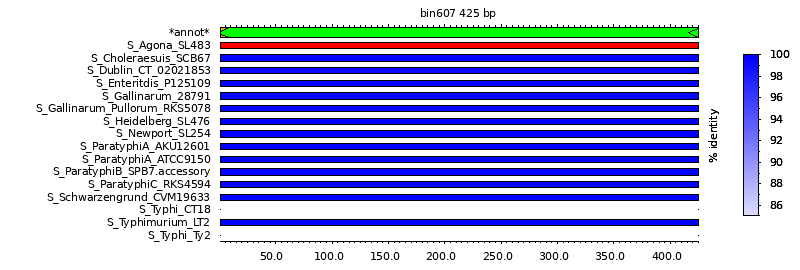 bin607 425 bp
*annot*
S_Agona_SL483
S_Choleraesuis_SCB67
S_Dublin_CT_02021853
S_Enteritdis_P125109
S_Gallinarum_28791
S_Gallinarum_Pullorum_RKS5078
S_Heidelberg_SL476
S_Newport_SL254
S_ParatyphiA_AKU12601
S_ParatyphiA_ATCC9150
S_ParatyphiB_SPB7.accessory
S_ParatyphiC_RKS4594
S_Schwarzengrund_CVM19633
S_Typhi_CT18
S_Typhimurium_LT2
S_Typhi_Ty2
50.0 100.0 150.0 200.0 250.0 300.0 350.0 400.0
% identity
100
98
96
94
92
90
88
86